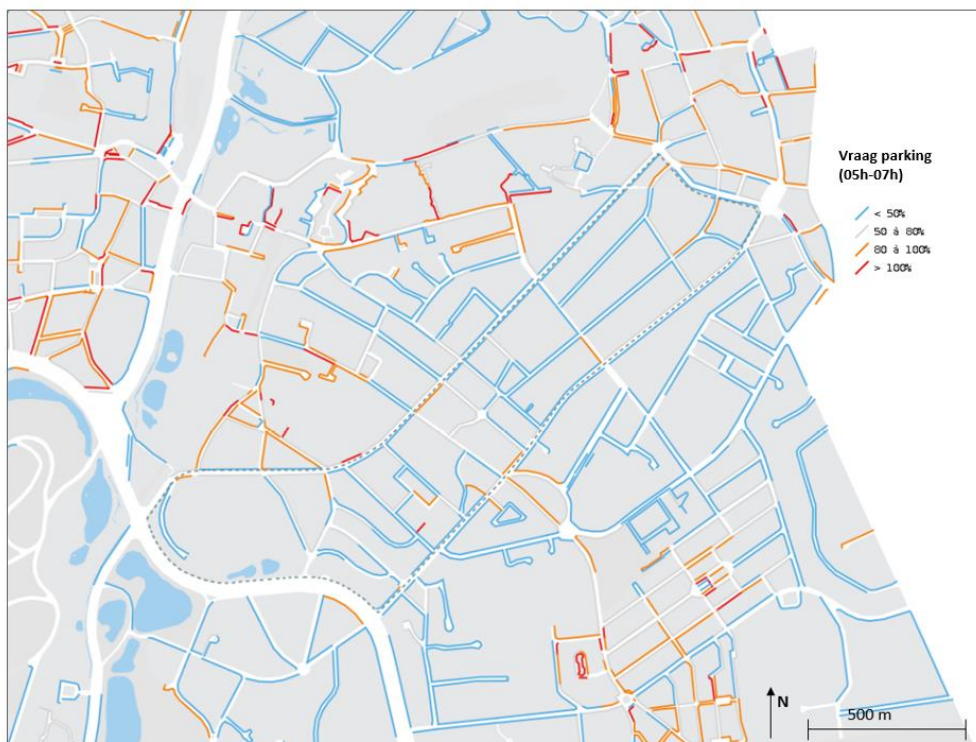 Vraag parking
(05h-07h)
< 50%
50 à 80%
80 à 100%
> 100%
N
500 m